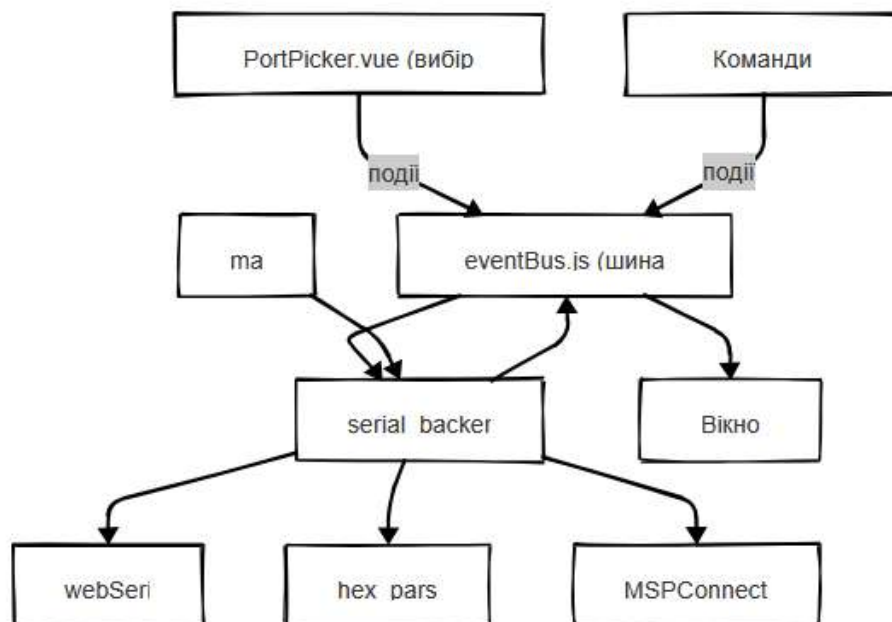 PortPicker.vue (вибір
Команди
події
події
ma
eventBus.js (шина
serial backer
Вікно
webSeri
hex pars
MSPConnect